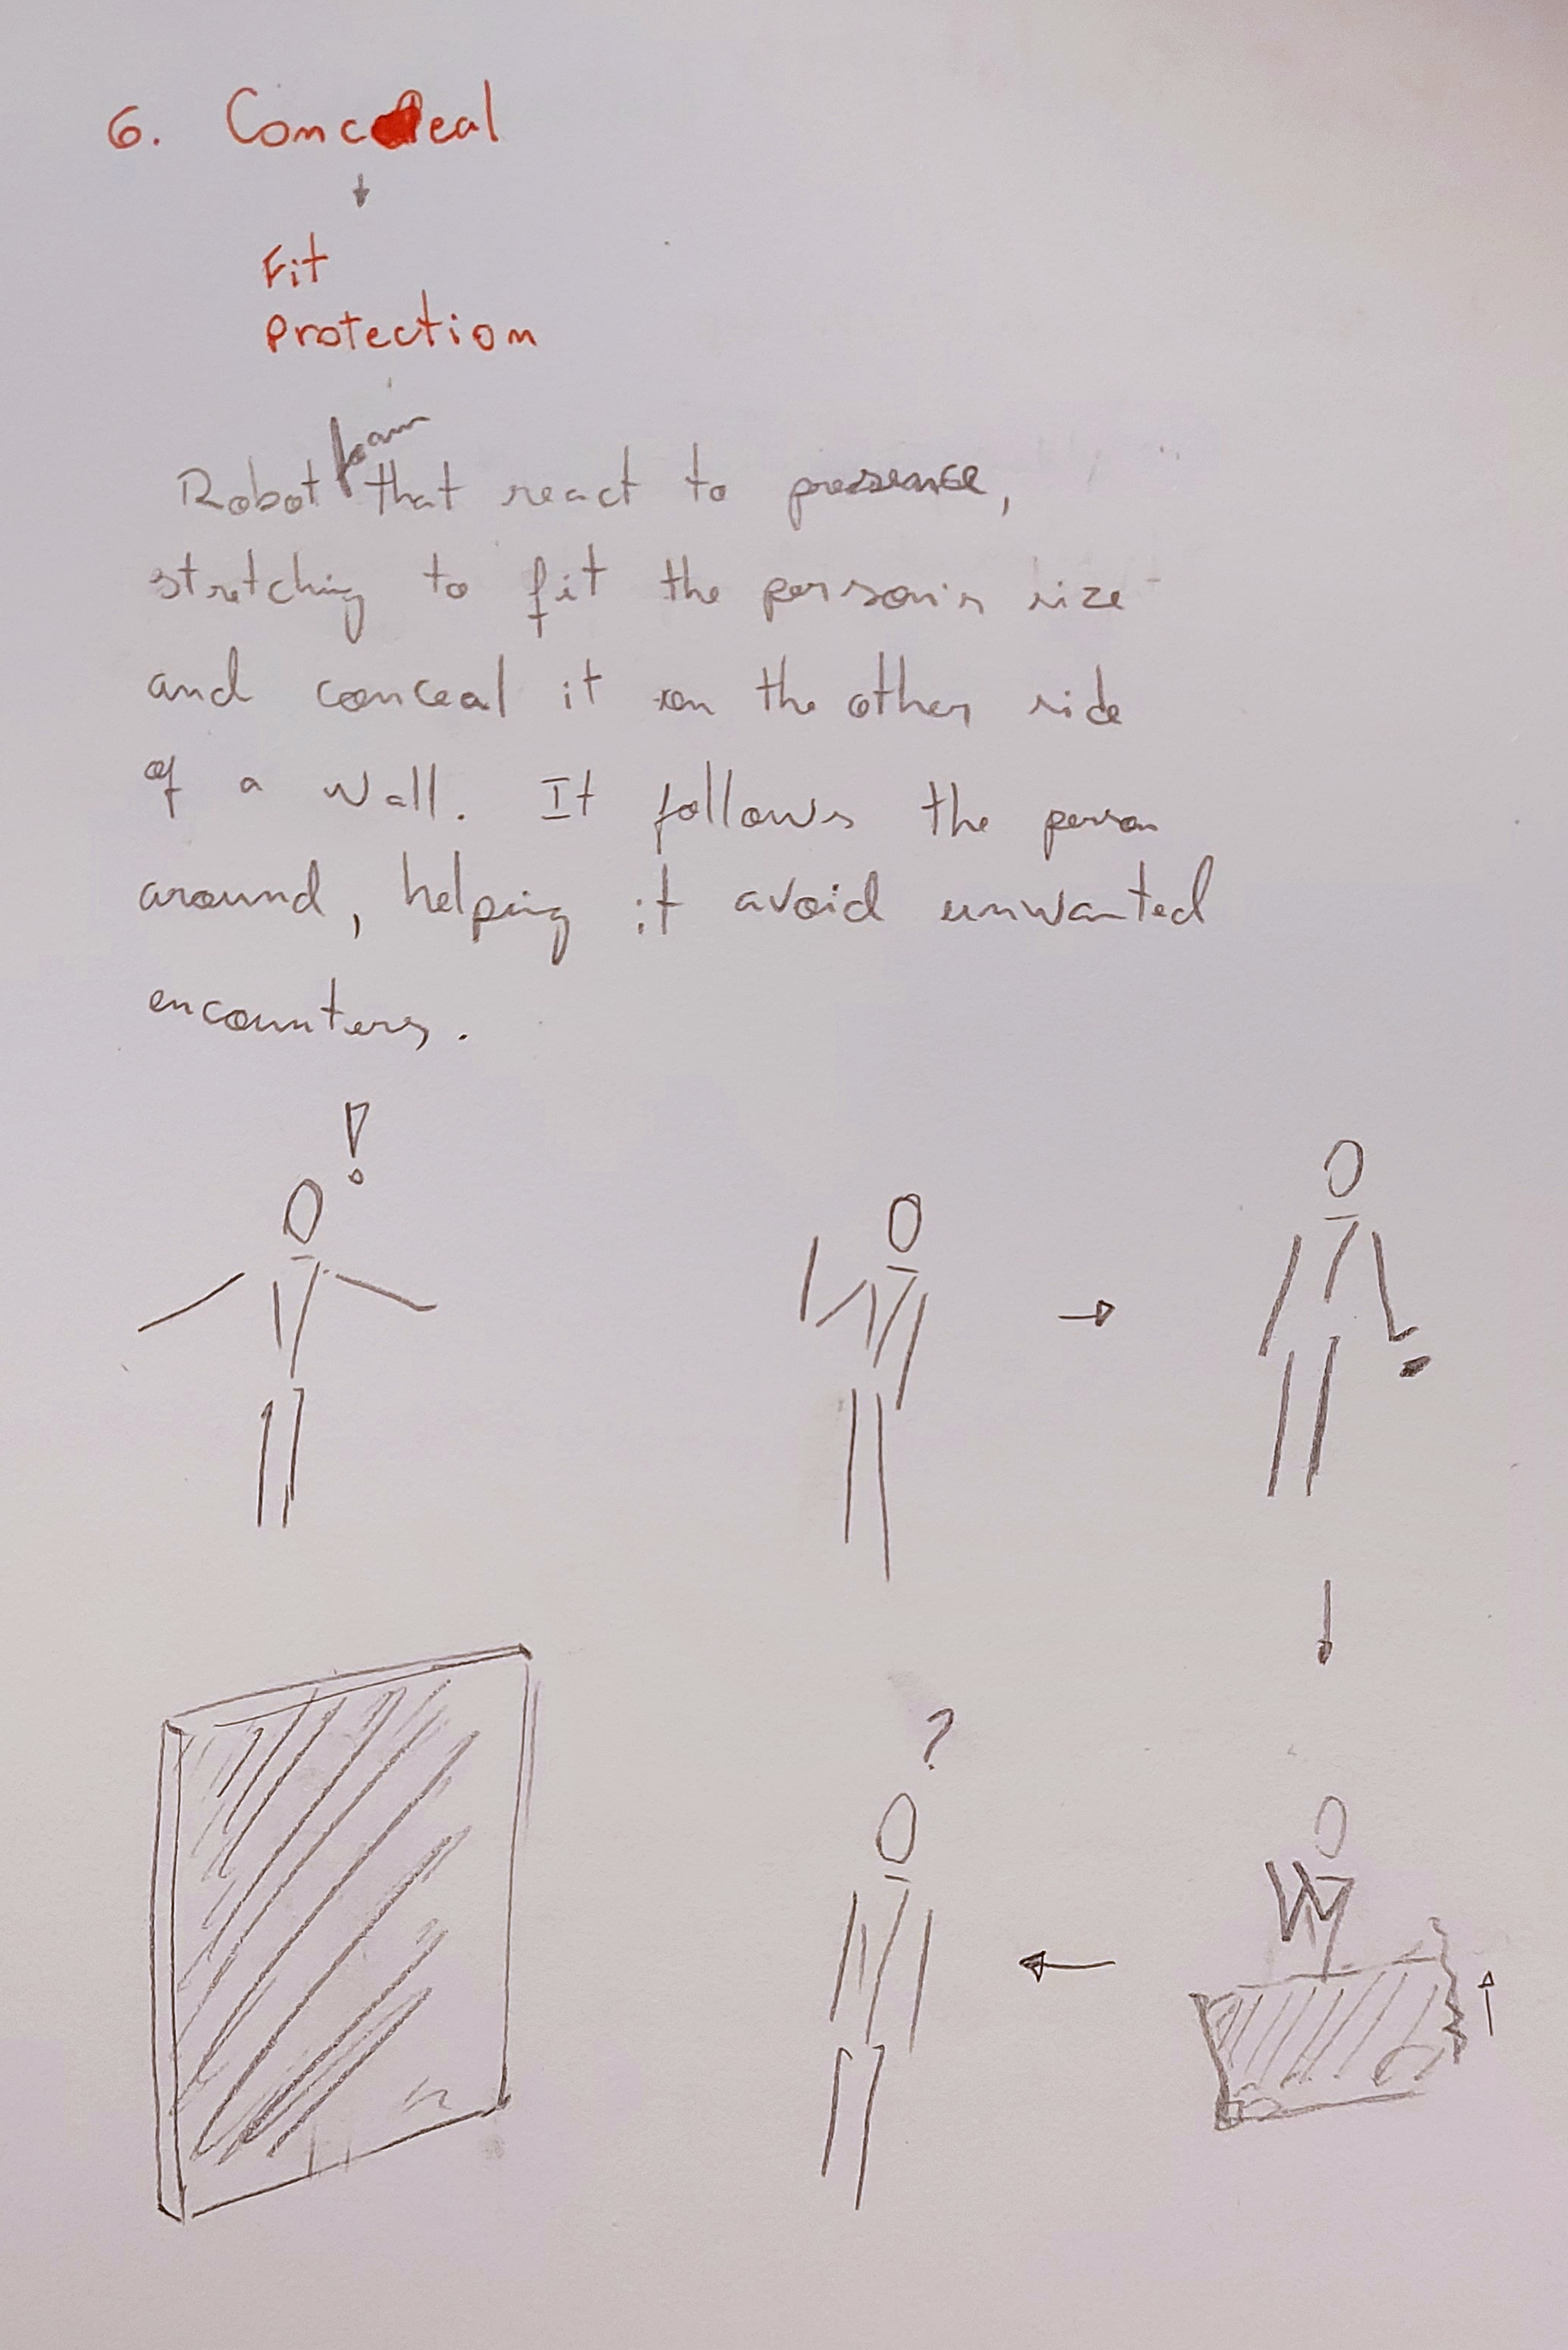 6. Conceal
Fit
Protection
Robot that react to presence,
stretching to fit the person's size
and conceal it on the other side
of a wall. It follows the person
around, helping it avoid unwanted
encounters.
!
?